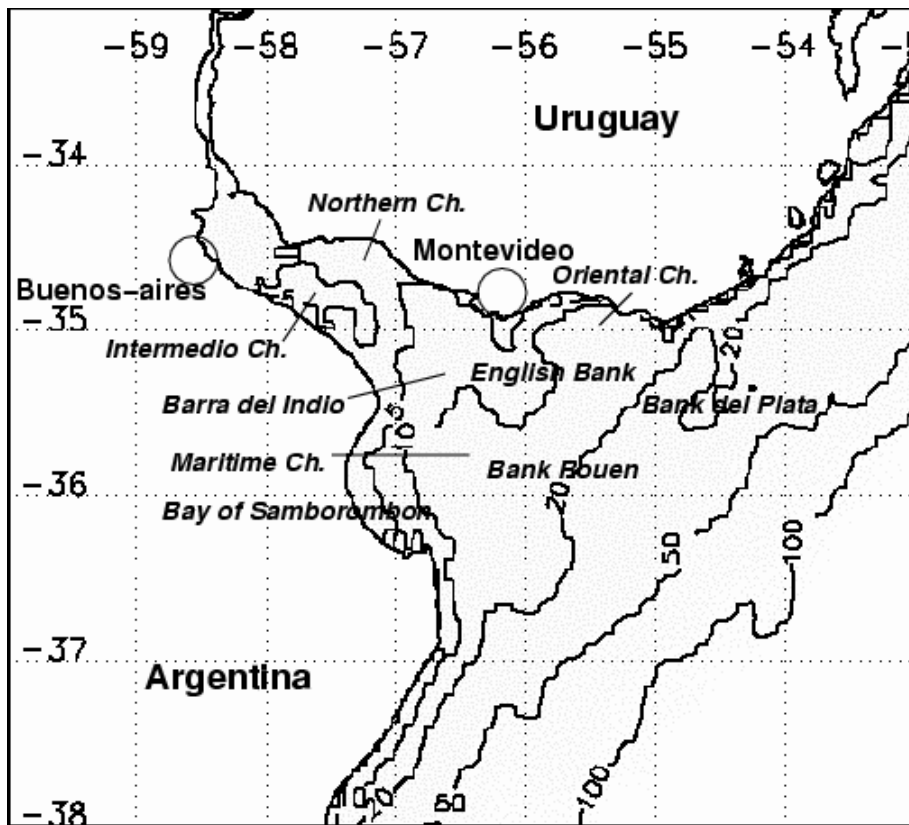 -59 -58 -57 -56 -55 -54
Uruguay
-34
Northern Ch.
Montevideo
Oriental Ch.
Buenos-aires
5
-35
20
Intermedio Ch.
English Bank
Barra del Indio
5
Bank del Plata
10
Maritime Ch.
Bank Rouen
-36
20
Bay of Samborombon
50
100
-37
Argentina
100
-38
20
50